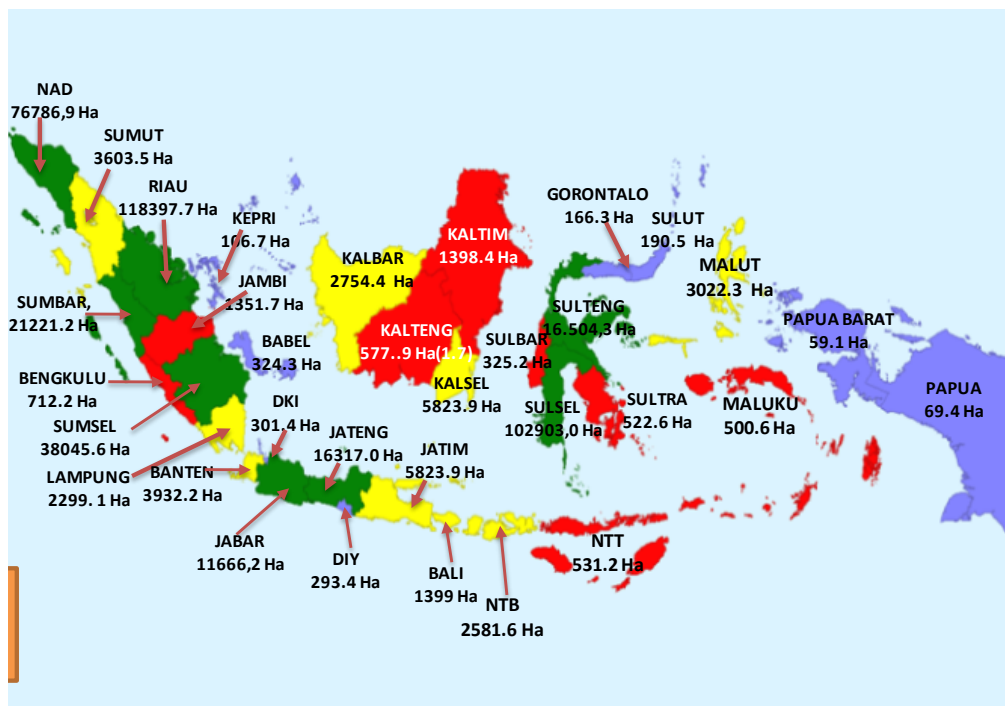 NAD
76786,9 Ha
SUMUT
3603.5 Ha
RIAU
118397.7 Ha
KEPRI
106.7 Ha
JAMBI
1351.7 Ha
SUMBAR,
21221.2 Ha
BABEL
324.3 Ha
BENGKULU
712.2 Ha
SUMSEL
38045.6 Ha
LAMPUNG
2299.1 Ha
BANTEN
3932.2 Ha
DKI
301.4 Ha
JATENG
16317.0 Ha
JATIM
5823.9 Ha
JABAR
11666,2 Ha
DIY
293.4 Ha
BALI
1399 Ha
NTB
2581.6 Ha
KALBAR
2754.4 Ha
KALTIM
1398.4 Ha
KALTENG
577..9 Ha(1.7)
KALSEL
5823.9 Ha
GORONTALO
166.3 Ha
SULUT
190.5 Ha
SULTENG
16.504,3 Ha
SULBAR
325.2 Ha
SULSEL
102903,0 Ha
SULTRA
522.6 Ha
MALUT
3022.3 Ha
MALUKU
500.6 Ha
NTT
531.2 Ha
PAPUA BARAT
59.1 Ha
PAPUA
69.4 Ha